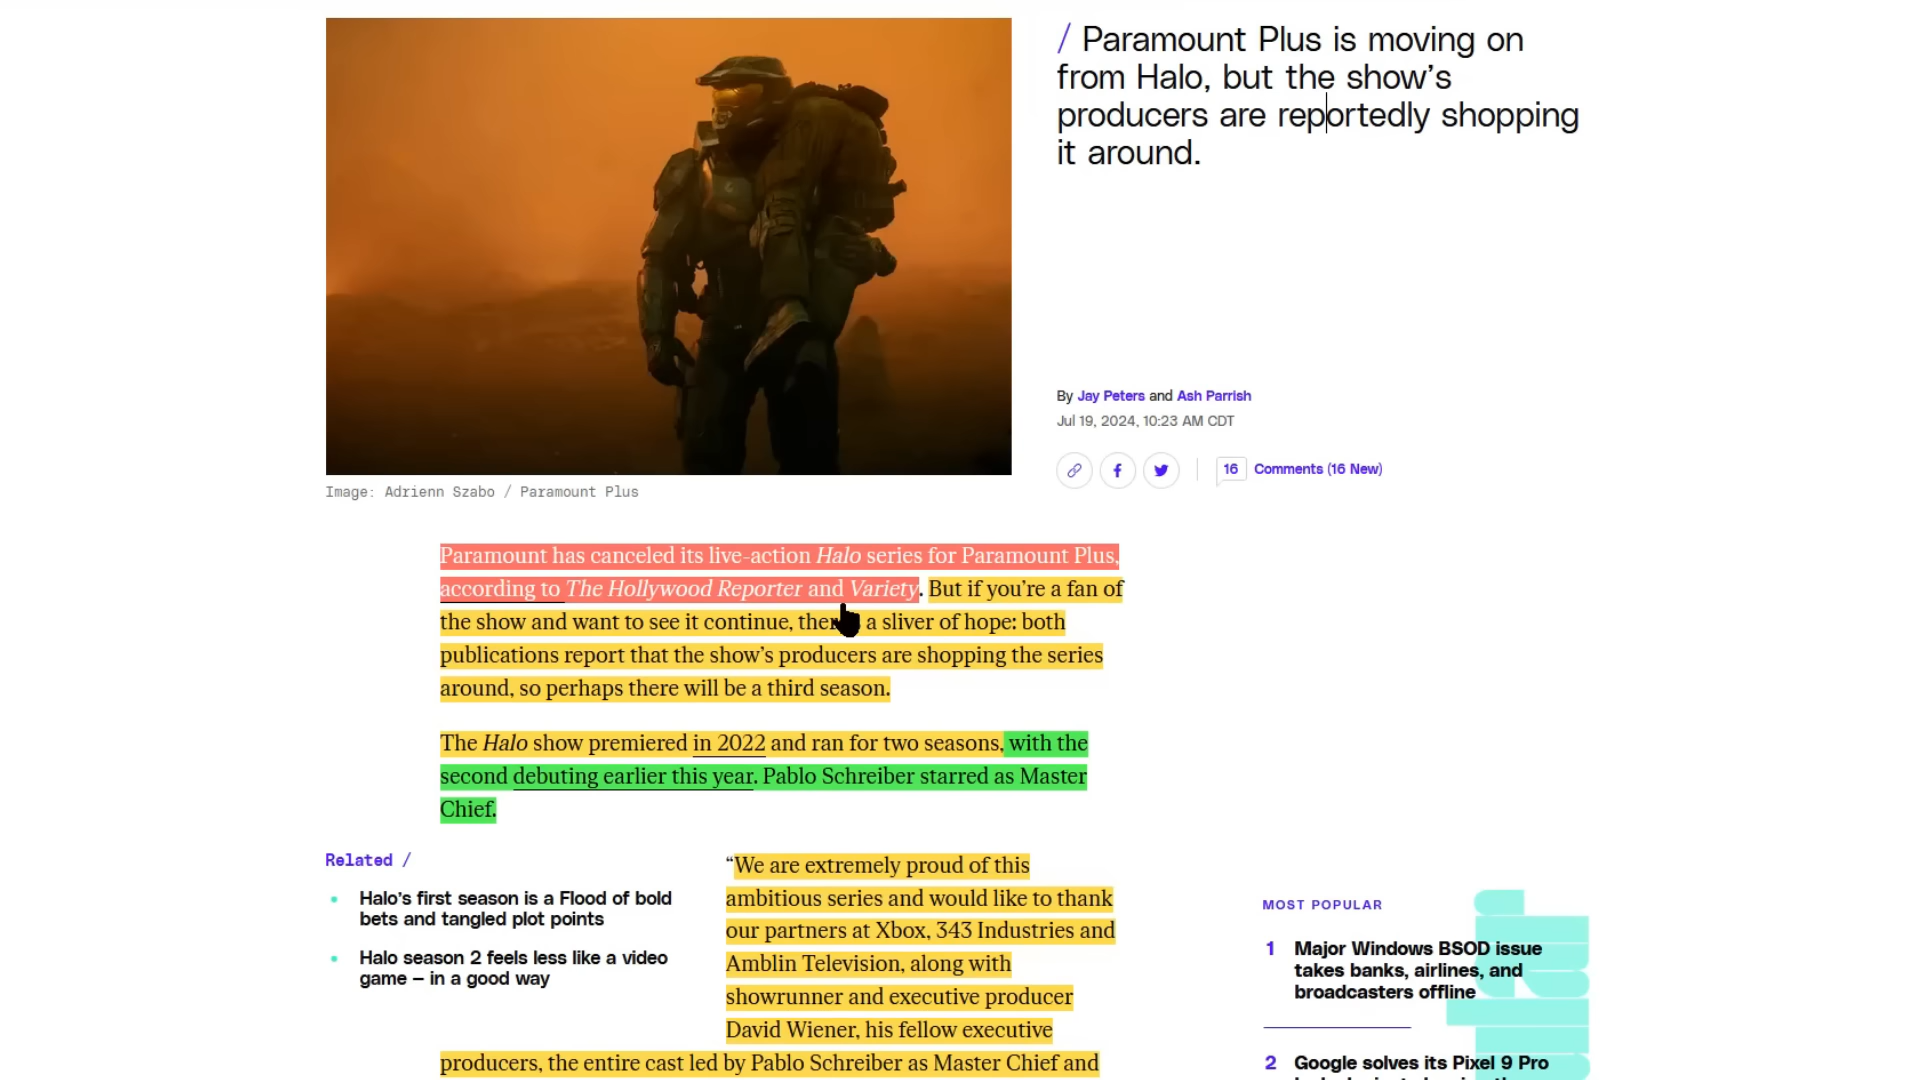 / Paramount Plus is moving on
from Halo, but the show's
producers are reportedly shopping
it around.
By Jay Peters and Ash Parrish
Jul 19, 2024, 10:23 AM CDT
16 Comments (16 New)
Image: Adrienn Szabo / Paramount Plus
Paramount has canceled its live-action Halo series for Paramount Plus,
according to The Hollywood Reporter and Variety. But if you're a fan of
the show and want to see it continue, a sliver of hope: both
publications report that the show's producers are shopping the series
around, so perhaps there will be a third season.
The Halo show premiered in 2022 and ran for two seasons, with the
second debuting earlier this year. Pablo Schreiber starred as Master
Chief.
Related /
Halo's first season is a Flood of bold
bets and tangled plot points
Halo season 2 feels less like a video
game – in a good way
“We are extremely proud of this
ambitious series and would like to thank
our partners at Xbox, 343 Industries and
Amblin Television, along with
showrunner and executive producer
David Wiener, his fellow executive
producers, the entire cast led by Pablo Schreiber as Master Chief and
MOST POPULAR
1 Major Windows BSOD issue
takes banks, airlines, and
broadcasters offline
2 Google solves its Pixel 9 Pro